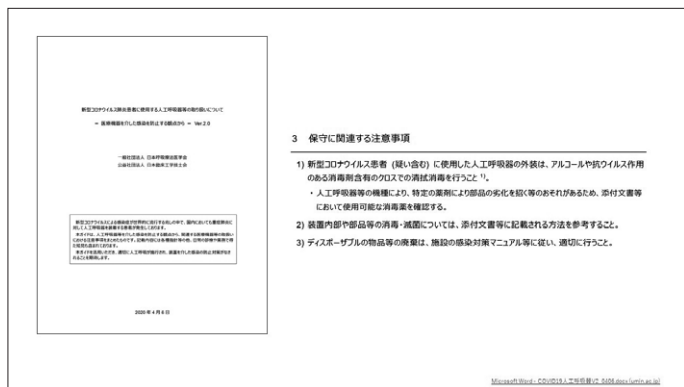 新型コロナウイルス肺炎患者に使用する人工呼吸器等の取り扱いについて
ー 医療機器を介した感染を防止する観点から ー Ver.2.0
一般社団法人 日本呼吸療法医学会
公益社団法人 日本臨床工学技士会
2020 年 4 月 6 日
3 保守に関連する注意事項
1) 新型コロナウイルス患者 (疑い含む) に使用した人工呼吸器の外装は、アルコールや抗ウイルス作用
のある消毒剤含有のクロスでの清拭消毒を行うこと 1)。
・ 人工呼吸器等の機種により、特定の薬剤により部品の劣化を招く等のおそれがあるため、添付文書等
において使用可能な消毒薬を確認する。
2) 装置内部や部品等の消毒・滅菌については、添付文書等に記載される方法を参考すること。
3) ディスポーザブルの物品等の廃棄は、施設の感染対策マニュアル等に従い、適切に行うこと。
Microsoft Word - COVID19人工呼吸器V2_0406.docx (umin.ac.jp)